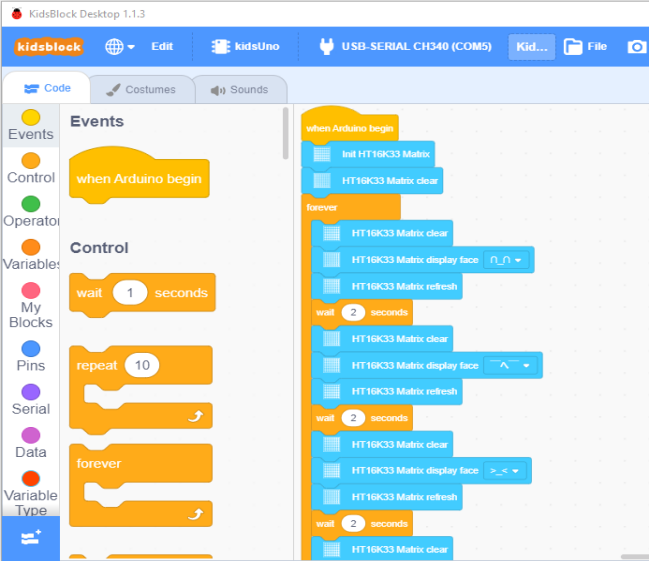 KidsBlock Desktop 1.1.3
kidsblock
Edit
kidsUno
USB-SERIAL CH340 (COM5)
Kid...
File
Code
Costumes
Sounds
Events
Control
Operator
Variables
My
Blocks
Pins
Serial
Data
Variable
Type
Events
when Arduino begin
Control
wait 1 seconds
repeat 10
forever
when Arduino begin
Init HT16K33 Matrix
HT16K33 Matrix clear
forever
HT16K33 Matrix clear
HT16K33 Matrix display face ∩_∩
HT16K33 Matrix refresh
wait 2 seconds
HT16K33 Matrix clear
HT16K33 Matrix display face ￣へ￣
HT16K33 Matrix refresh
wait 2 seconds
HT16K33 Matrix clear
HT16K33 Matrix display face >_<
HT16K33 Matrix refresh
wait 2 seconds
HT16K33 Matrix clear